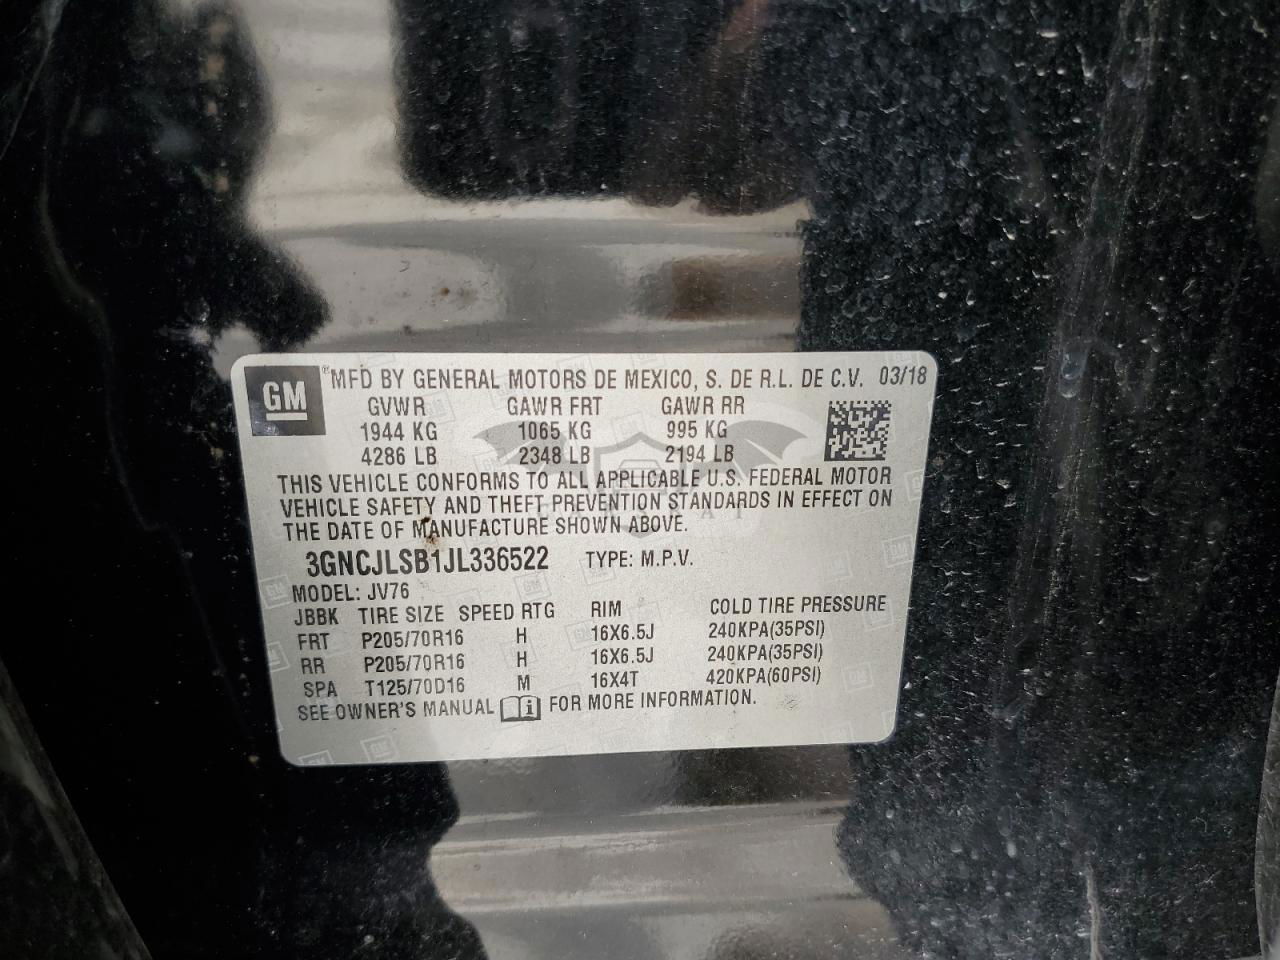 GM ® MFD BY GENERAL MOTORS DE MEXICO, S. DE R.L. DE C.V. 03/18
GVWR GAWR FRT GAWR RR
1944 KG 1065 KG 995 KG
4286 LB 2348 LB 2194 LB
THIS VEHICLE CONFORMS TO ALL APPLICABLE U.S. FEDERAL MOTOR
VEHICLE SAFETY AND THEFT PREVENTION STANDARDS IN EFFECT ON
THE DATE OF MANUFACTURE SHOWN ABOVE.
3GNCJLSB1JL336522 TYPE: M.P.V.
MODEL: JV76
JBBK TIRE SIZE SPEED RTG RIM COLD TIRE PRESSURE
FRT P205/70R16 H 16X6.5J 240KPA(35PSI)
RR P205/70R16 H 16X6.5J 240KPA(35PSI)
SPA T125/70D16 M 16X4T 420KPA(60PSI)
SEE OWNER'S MANUAL i FOR MORE INFORMATION.